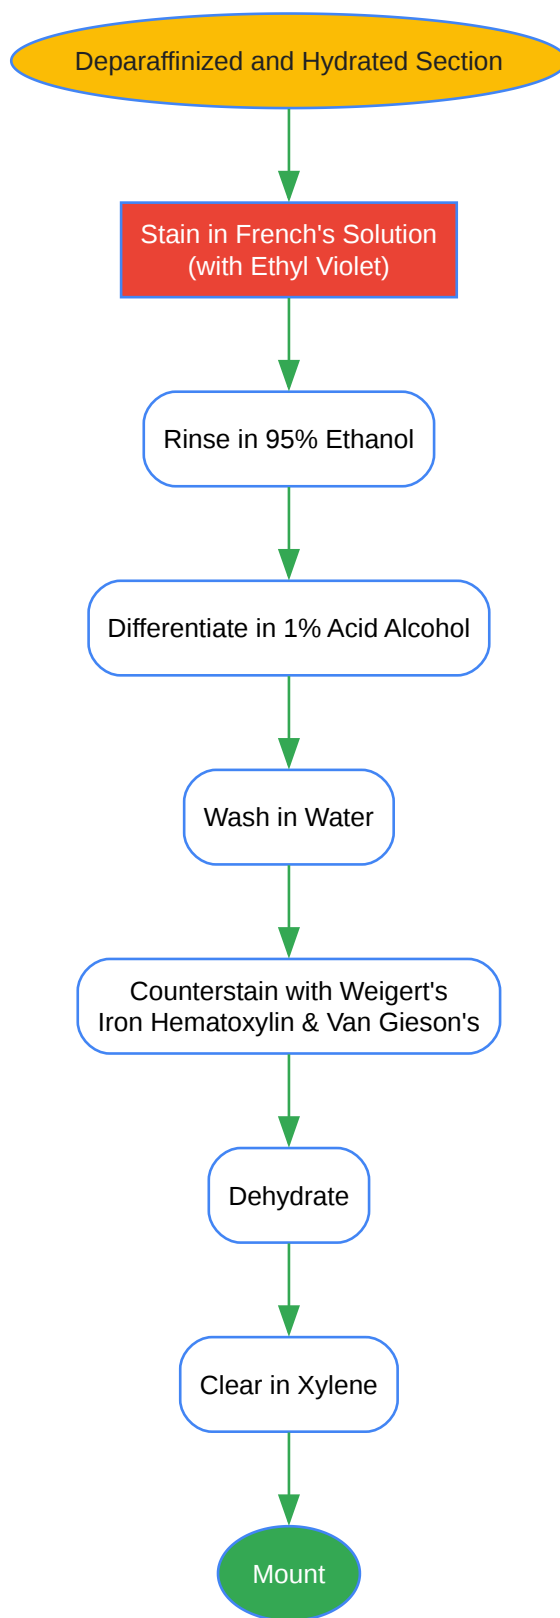 Deparaffinized and Hydrated Section
Stain in French's Solution
(with Ethyl Violet)
Rinse in 95% Ethanol
Differentiate in 1% Acid Alcohol
Wash in Water
Counterstain with Weigert's
Iron Hematoxylin & Van Gieson's
Dehydrate
Clear in Xylene
Mount